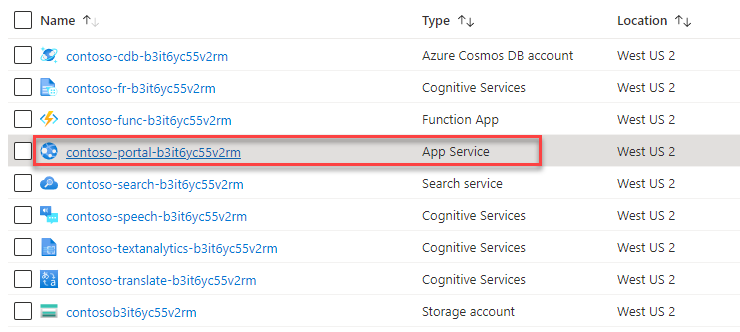 Name ↑↓ Type ↑↓ Location ↑↓
contoso-cdb-b3it6yc55v2rm Azure Cosmos DB account West US 2
contoso-fr-b3it6yc55v2rm Cognitive Services West US 2
contoso-func-b3it6yc55v2rm Function App West US 2
contoso-portal-b3it6yc55v2rm App Service West US 2
contoso-search-b3it6yc55v2rm Search service West US 2
contoso-speech-b3it6yc55v2rm Cognitive Services West US 2
contoso-textanalytics-b3it6yc55v2rm Cognitive Services West US 2
contoso-translate-b3it6yc55v2rm Cognitive Services West US 2
contosob3it6yc55v2rm Storage account West US 2